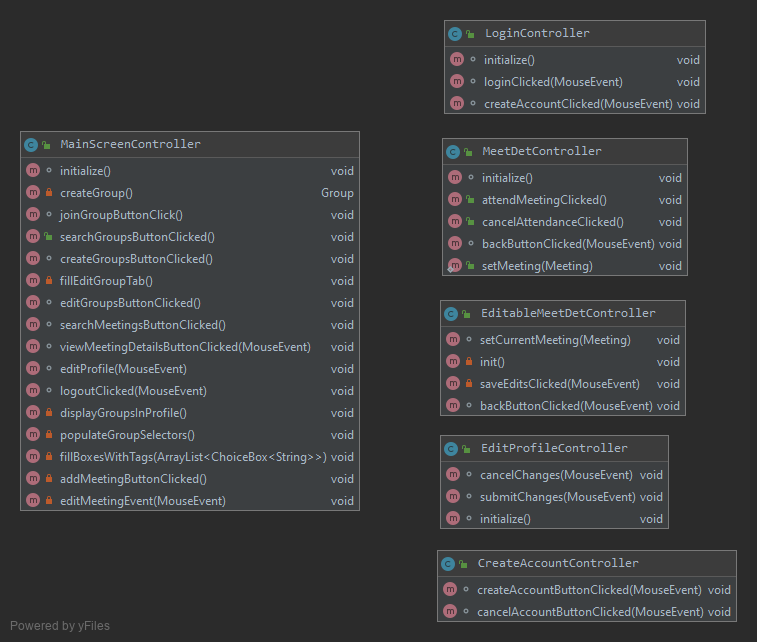 MainScreenController
initialize() void
createGroup() Group
joinGroupButtonClick() void
searchGroupsButtonClicked() void
createGroupsButtonClicked() void
fillEditGroupTab() void
editGroupsButtonClicked() void
searchMeetingsButtonClicked() void
viewMeetingDetailsButtonClicked(MouseEvent) void
editProfile(MouseEvent) void
logoutClicked(MouseEvent) void
displayGroupsInProfile() void
populateGroupSelectors() void
fillBoxesWithTags(ArrayList<ChoiceBox<String>>) void
addMeetingButtonClicked() void
editMeetingEvent(MouseEvent) void
LoginController
initialize() void
loginClicked(MouseEvent) void
createAccountClicked(MouseEvent) void
MeetDetController
initialize() void
attendMeetingClicked() void
cancelAttendanceClicked() void
backButtonClicked(MouseEvent) void
setMeeting(Meeting) void
EditableMeetDetController
setCurrentMeeting(Meeting) void
init() void
saveEditsClicked(MouseEvent) void
backButtonClicked(MouseEvent) void
EditProfileController
cancelChanges(MouseEvent) void
submitChanges(MouseEvent) void
initialize() void
CreateAccountController
createAccountButtonClicked(MouseEvent) void
cancelAccountButtonClicked(MouseEvent) void
Powered by yFiles